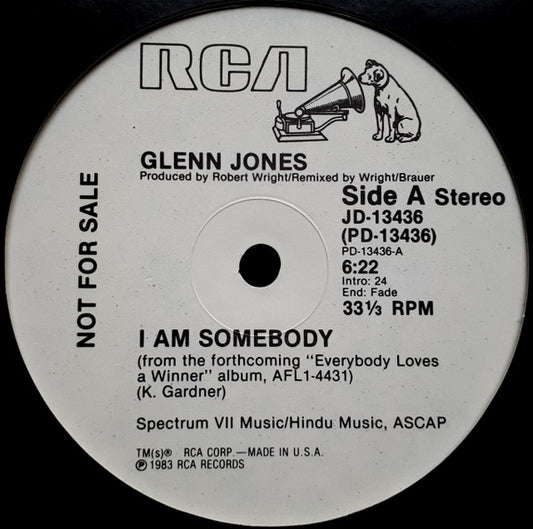 RCA
GLENN JONES
Produced by Robert Wright/Remixed by Wright/Brauer
Side A Stereo
JD-13436
(PD-13436)
PD-13436-A
6:22
Intro: 24
End: Fade
33⅓ RPM
NOT FOR SALE
I AM SOMEBODY
(from the forthcoming "Everybody Loves
a Winner" album, AFL1-4431)
(K. Gardner)
Spectrum VII Music/Hindu Music, ASCAP
TM(s)® RCA CORP.—MADE IN U.S.A.
℗ 1983 RCA RECORDS